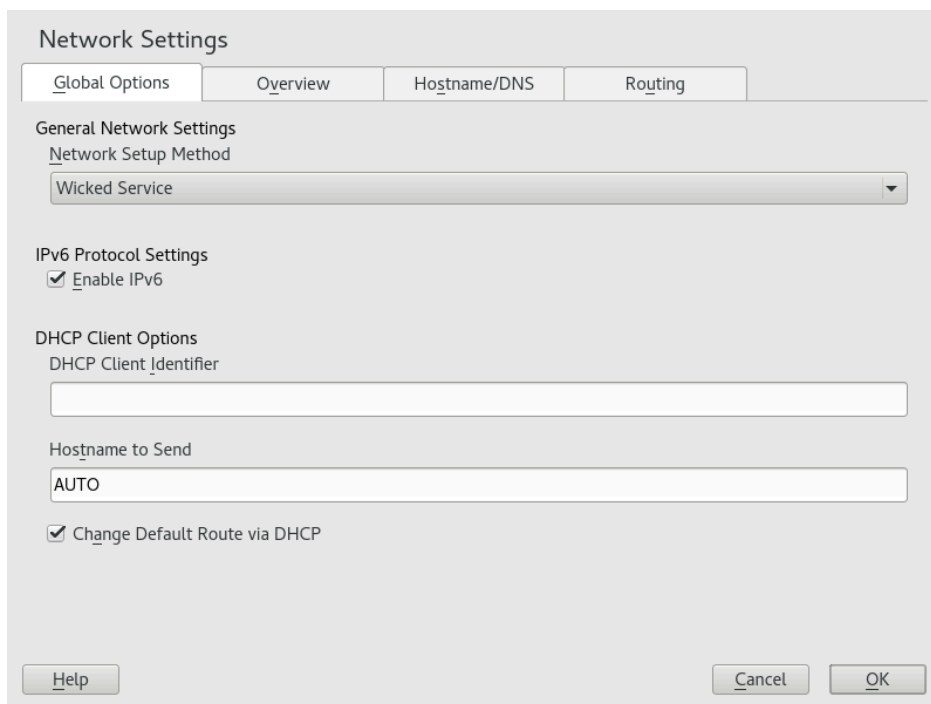 Network Settings
Global Options Overview Hostname/DNS Routing
General Network Settings
Network Setup Method
Wicked Service
IPv6 Protocol Settings
Enable IPv6
DHCP Client Options
DHCP Client Identifier
Hostname to Send
AUTO
Change Default Route via DHCP
Help Cancel OK